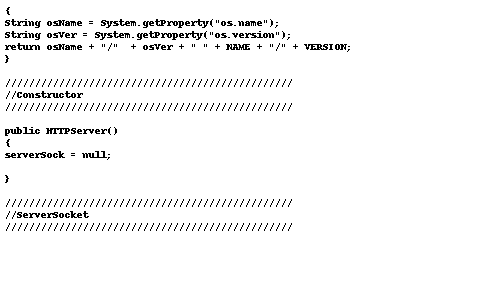 {
String osName = System.getProperty("os.name");
String osVer = System.getProperty("os.version");
return osName + "/"  + osVer + " " + NAME + "/" + VERSION;
}
////////////////////////////////////////////////
//Constructor
////////////////////////////////////////////////
public HTTPServer()
{
serverSock = null;
}
////////////////////////////////////////////////
//ServerSocket
////////////////////////////////////////////////